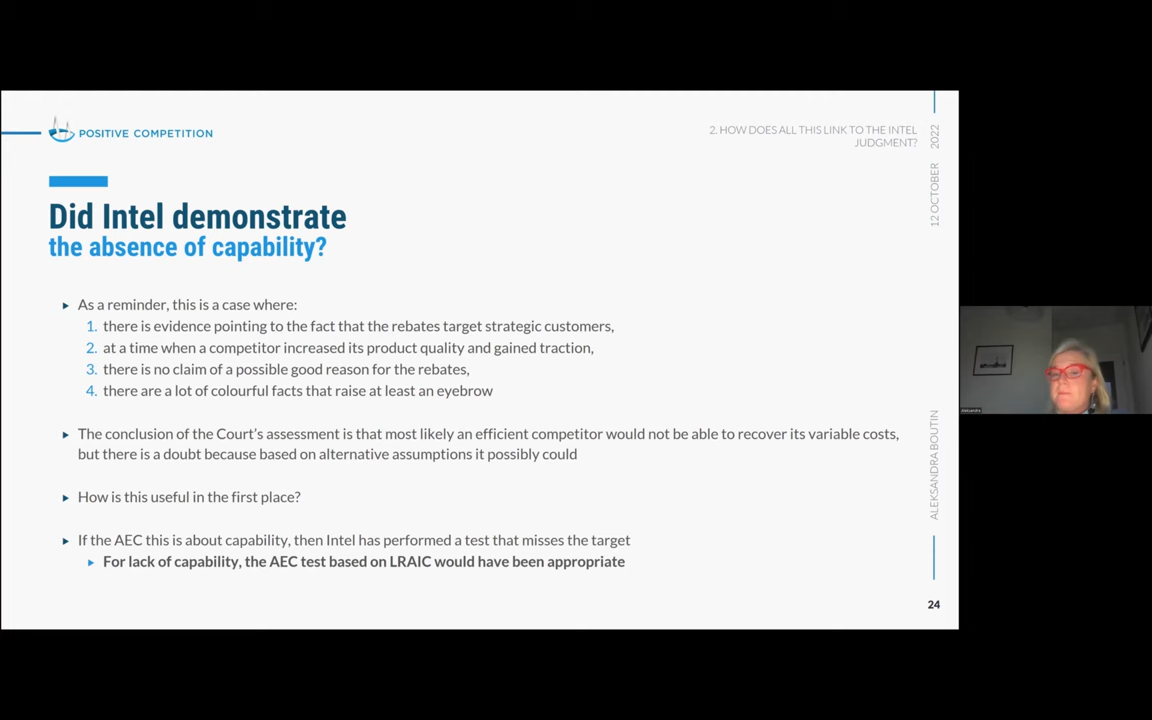 POSITIVE COMPETITION
2. HOW DOES ALL THIS LINK TO THE INTEL
JUDGMENT?
12 OCTOBER 2022
Did Intel demonstrate
the absence of capability?
▸ As a reminder, this is a case where:
1. there is evidence pointing to the fact that the rebates target strategic customers,
2. at a time when a competitor increased its product quality and gained traction,
3. there is no claim of a possible good reason for the rebates,
4. there are a lot of colourful facts that raise at least an eyebrow
▸ The conclusion of the Court's assessment is that most likely an efficient competitor would not be able to recover its variable costs,
but there is a doubt because based on alternative assumptions it possibly could
▸ How is this useful in the first place?
▸ If the AEC this is about capability, then Intel has performed a test that misses the target
▸ For lack of capability, the AEC test based on LRAIC would have been appropriate
ALEKSANDRA BOUTIN
24
aleksandra